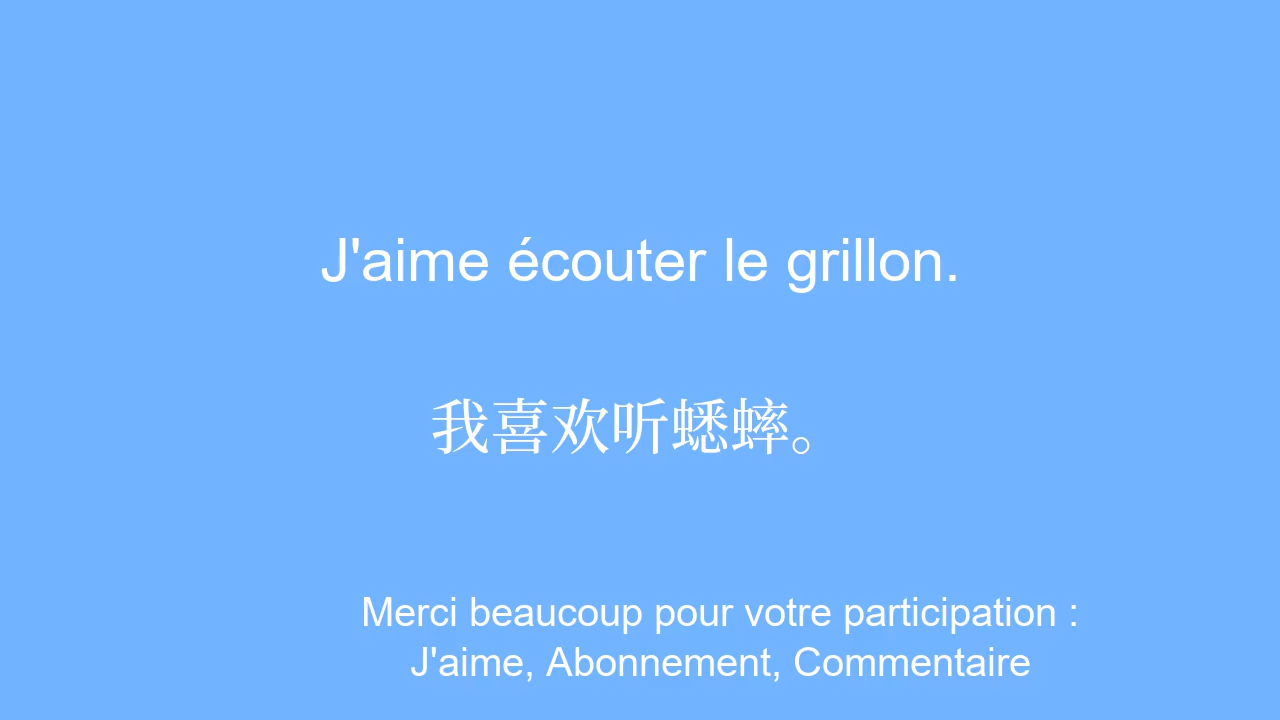 J'aime écouter le grillon.
我喜欢听蟋蟀。
Merci beaucoup pour votre participation :
J'aime, Abonnement, Commentaire